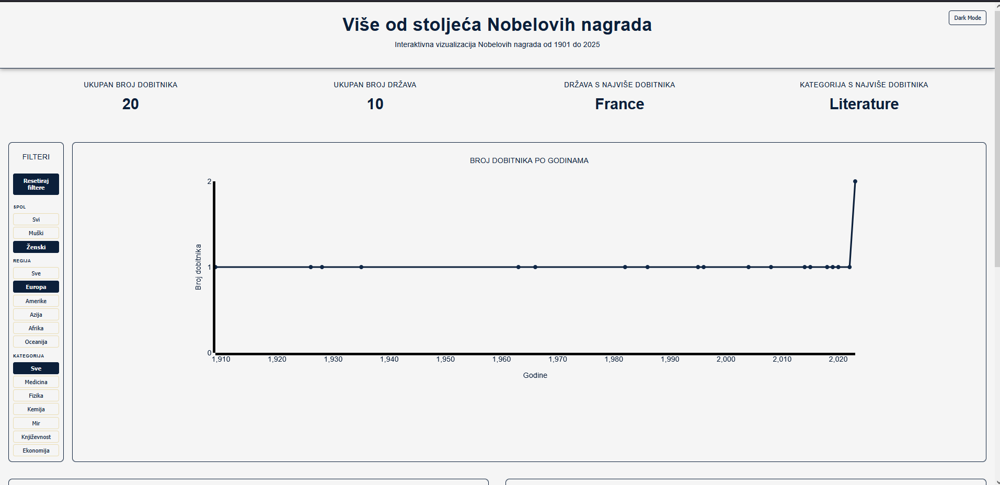 Više od stoljeća Nobelovih nagrada
Dark Mode
Interaktivna vizualizacija Nobelovih nagrada od 1901 do 2025
UKUPAN BROJ DOBITNIKA
20
UKUPAN BROJ DRŽAVA
10
DRŽAVA S NAJVIŠE DOBITNIKA
France
KATEGORIJA S NAJVIŠE DOBITNIKA
Literature
FILTERI
Resetiraj
filtere
SPOL
Svi
Muški
Ženski
REGIJA
Sve
Europa
Amerike
Azija
Afrika
Oceanija
KATEGORIJA
Sve
Medicina
Fizika
Kemija
Mir
Književnost
Ekonomija
BROJ DOBITNIKA PO GODINAMA
2
1
0
Broj dobitnika
1,910 1,920 1,930 1,940 1,950 1,960 1,970 1,980 1,990 2,000 2,010 2,020
Godine